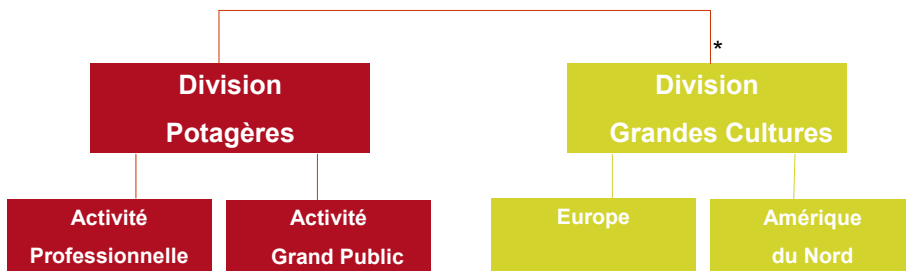 *
Division
Potagères
Division
Grandes Cultures
Activité
Professionnelle
Activité
Grand Public
Europe
Amérique
du Nord